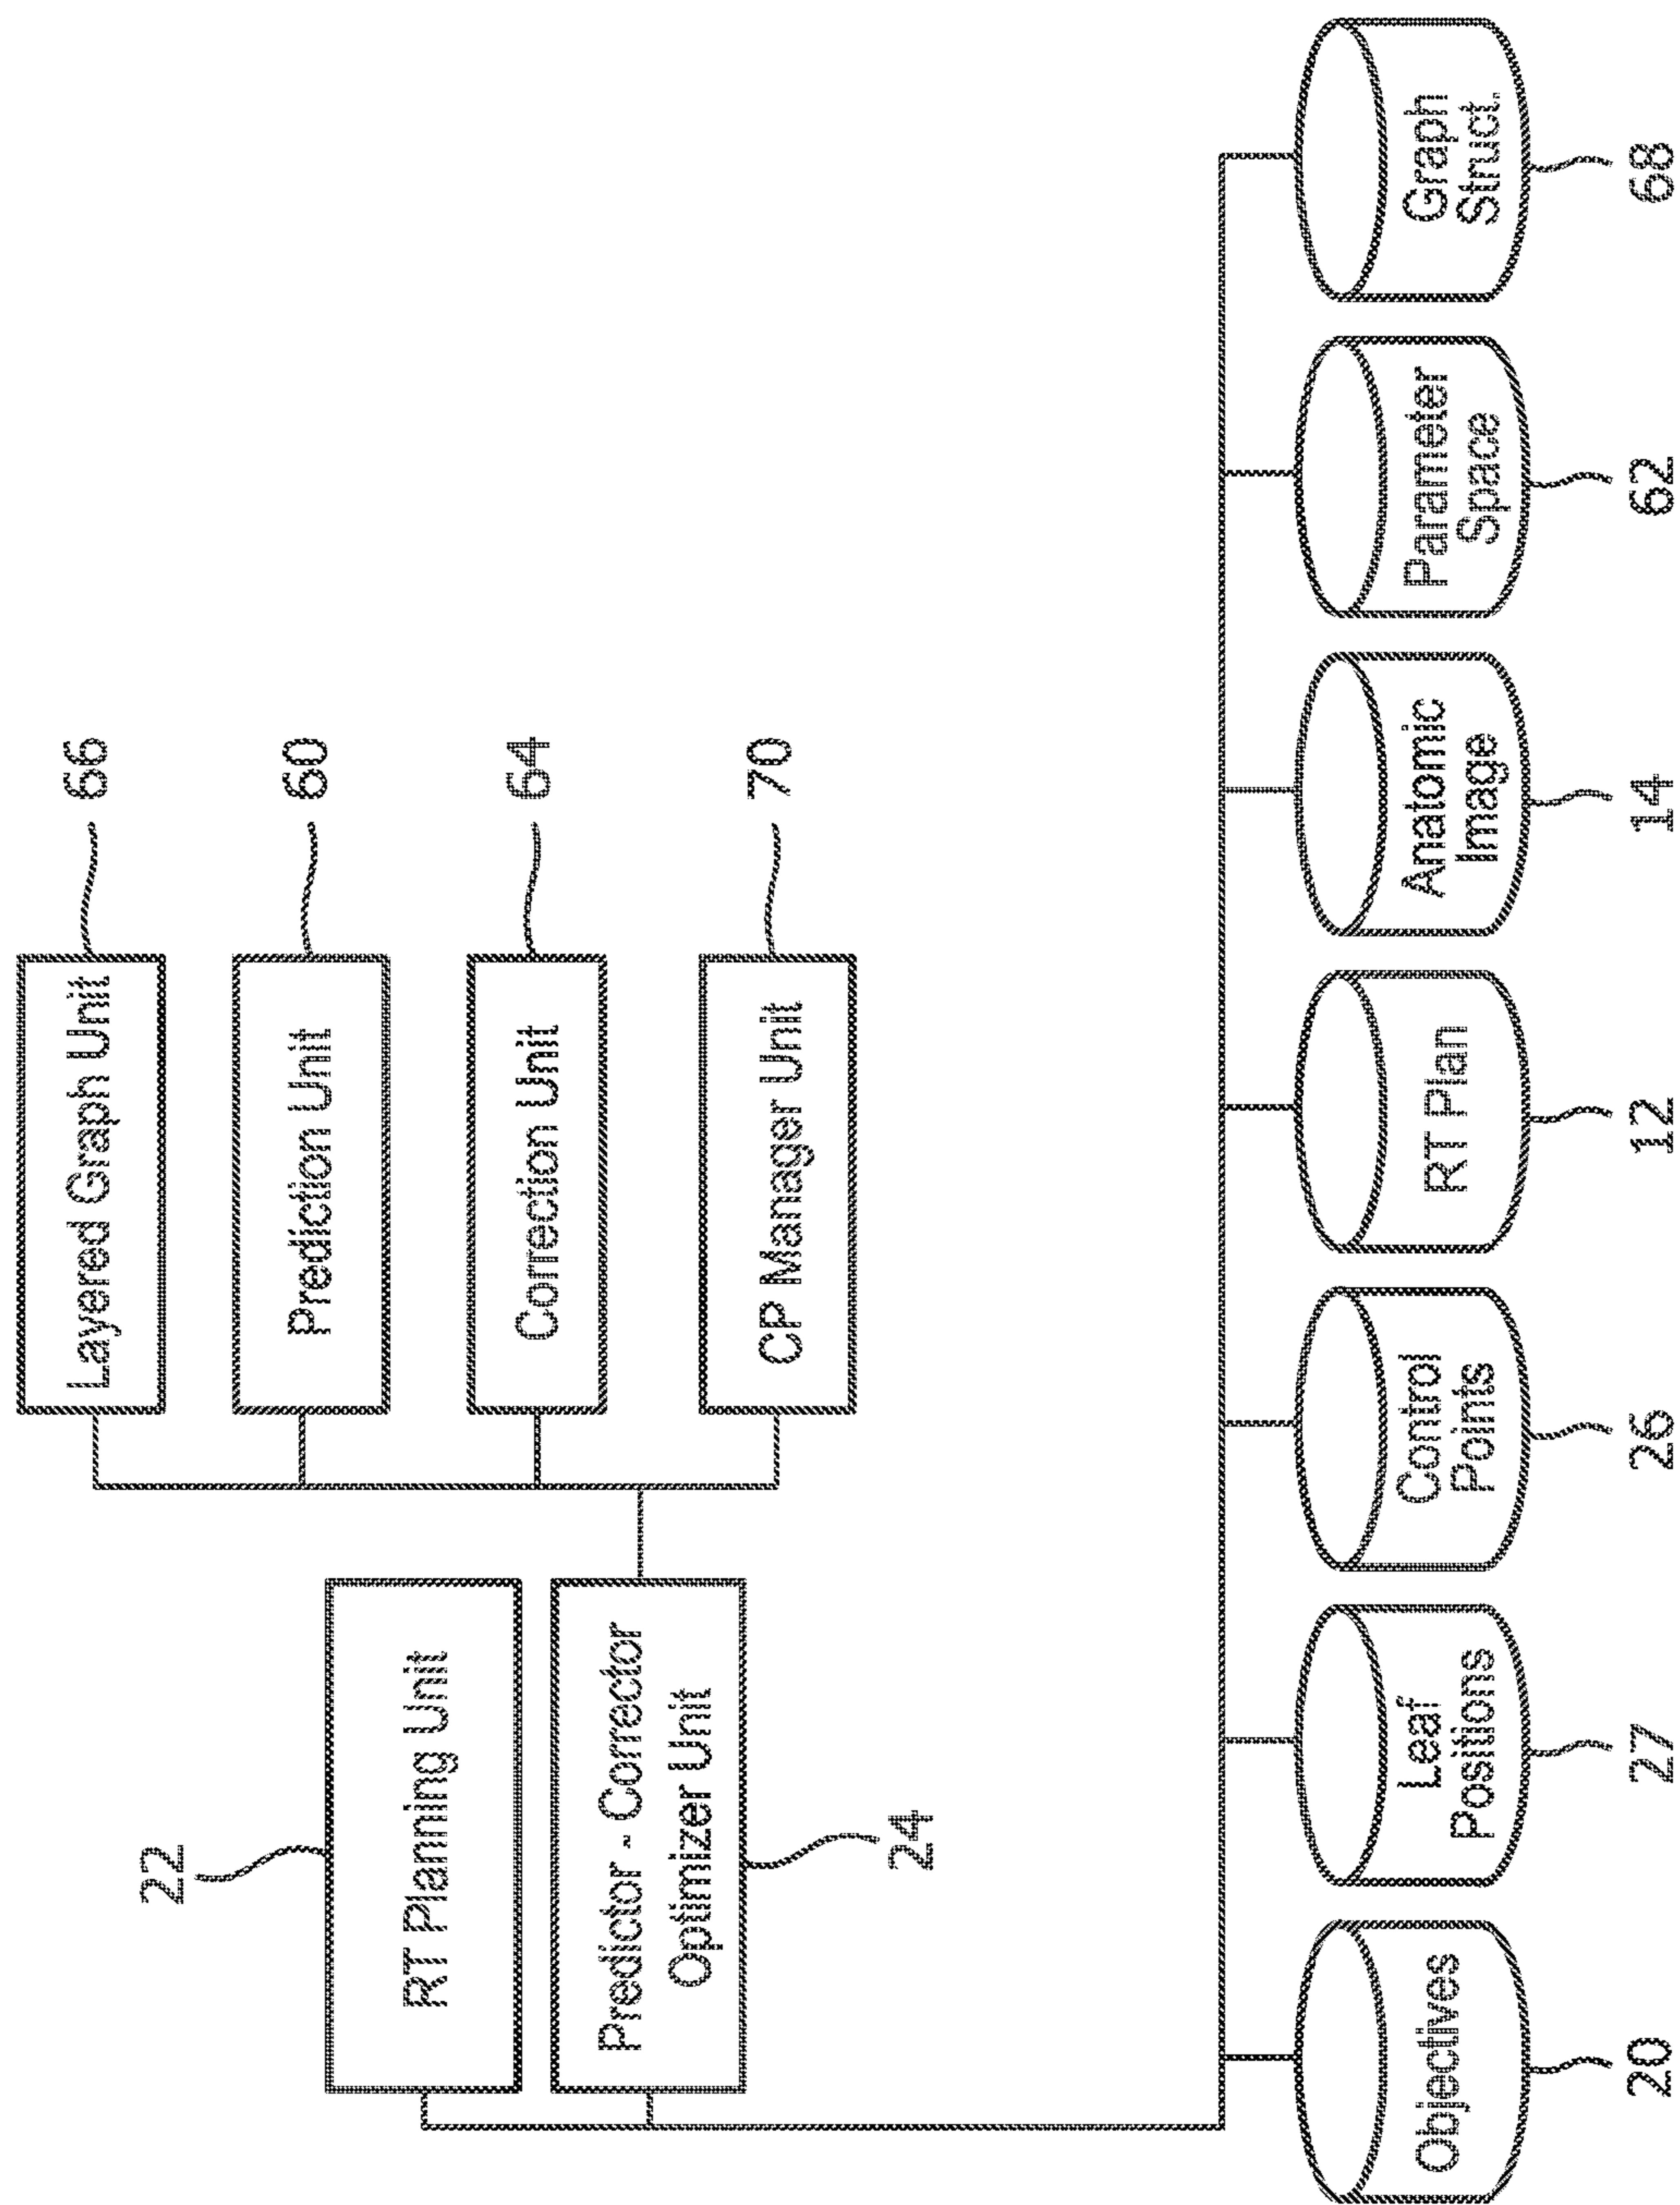 22
RT Planning Unit
Predictor - Corrector
Optimizer Unit
24
Layered Graph Unit
66
Prediction Unit
60
Correction Unit
64
CP Manager Unit
70
Objectives
20
Leaf
Positions
27
Control
Points
26
RT Plan
12
Anatomic
Image
14
Parameter
Space
62
Graph
Struct.
68